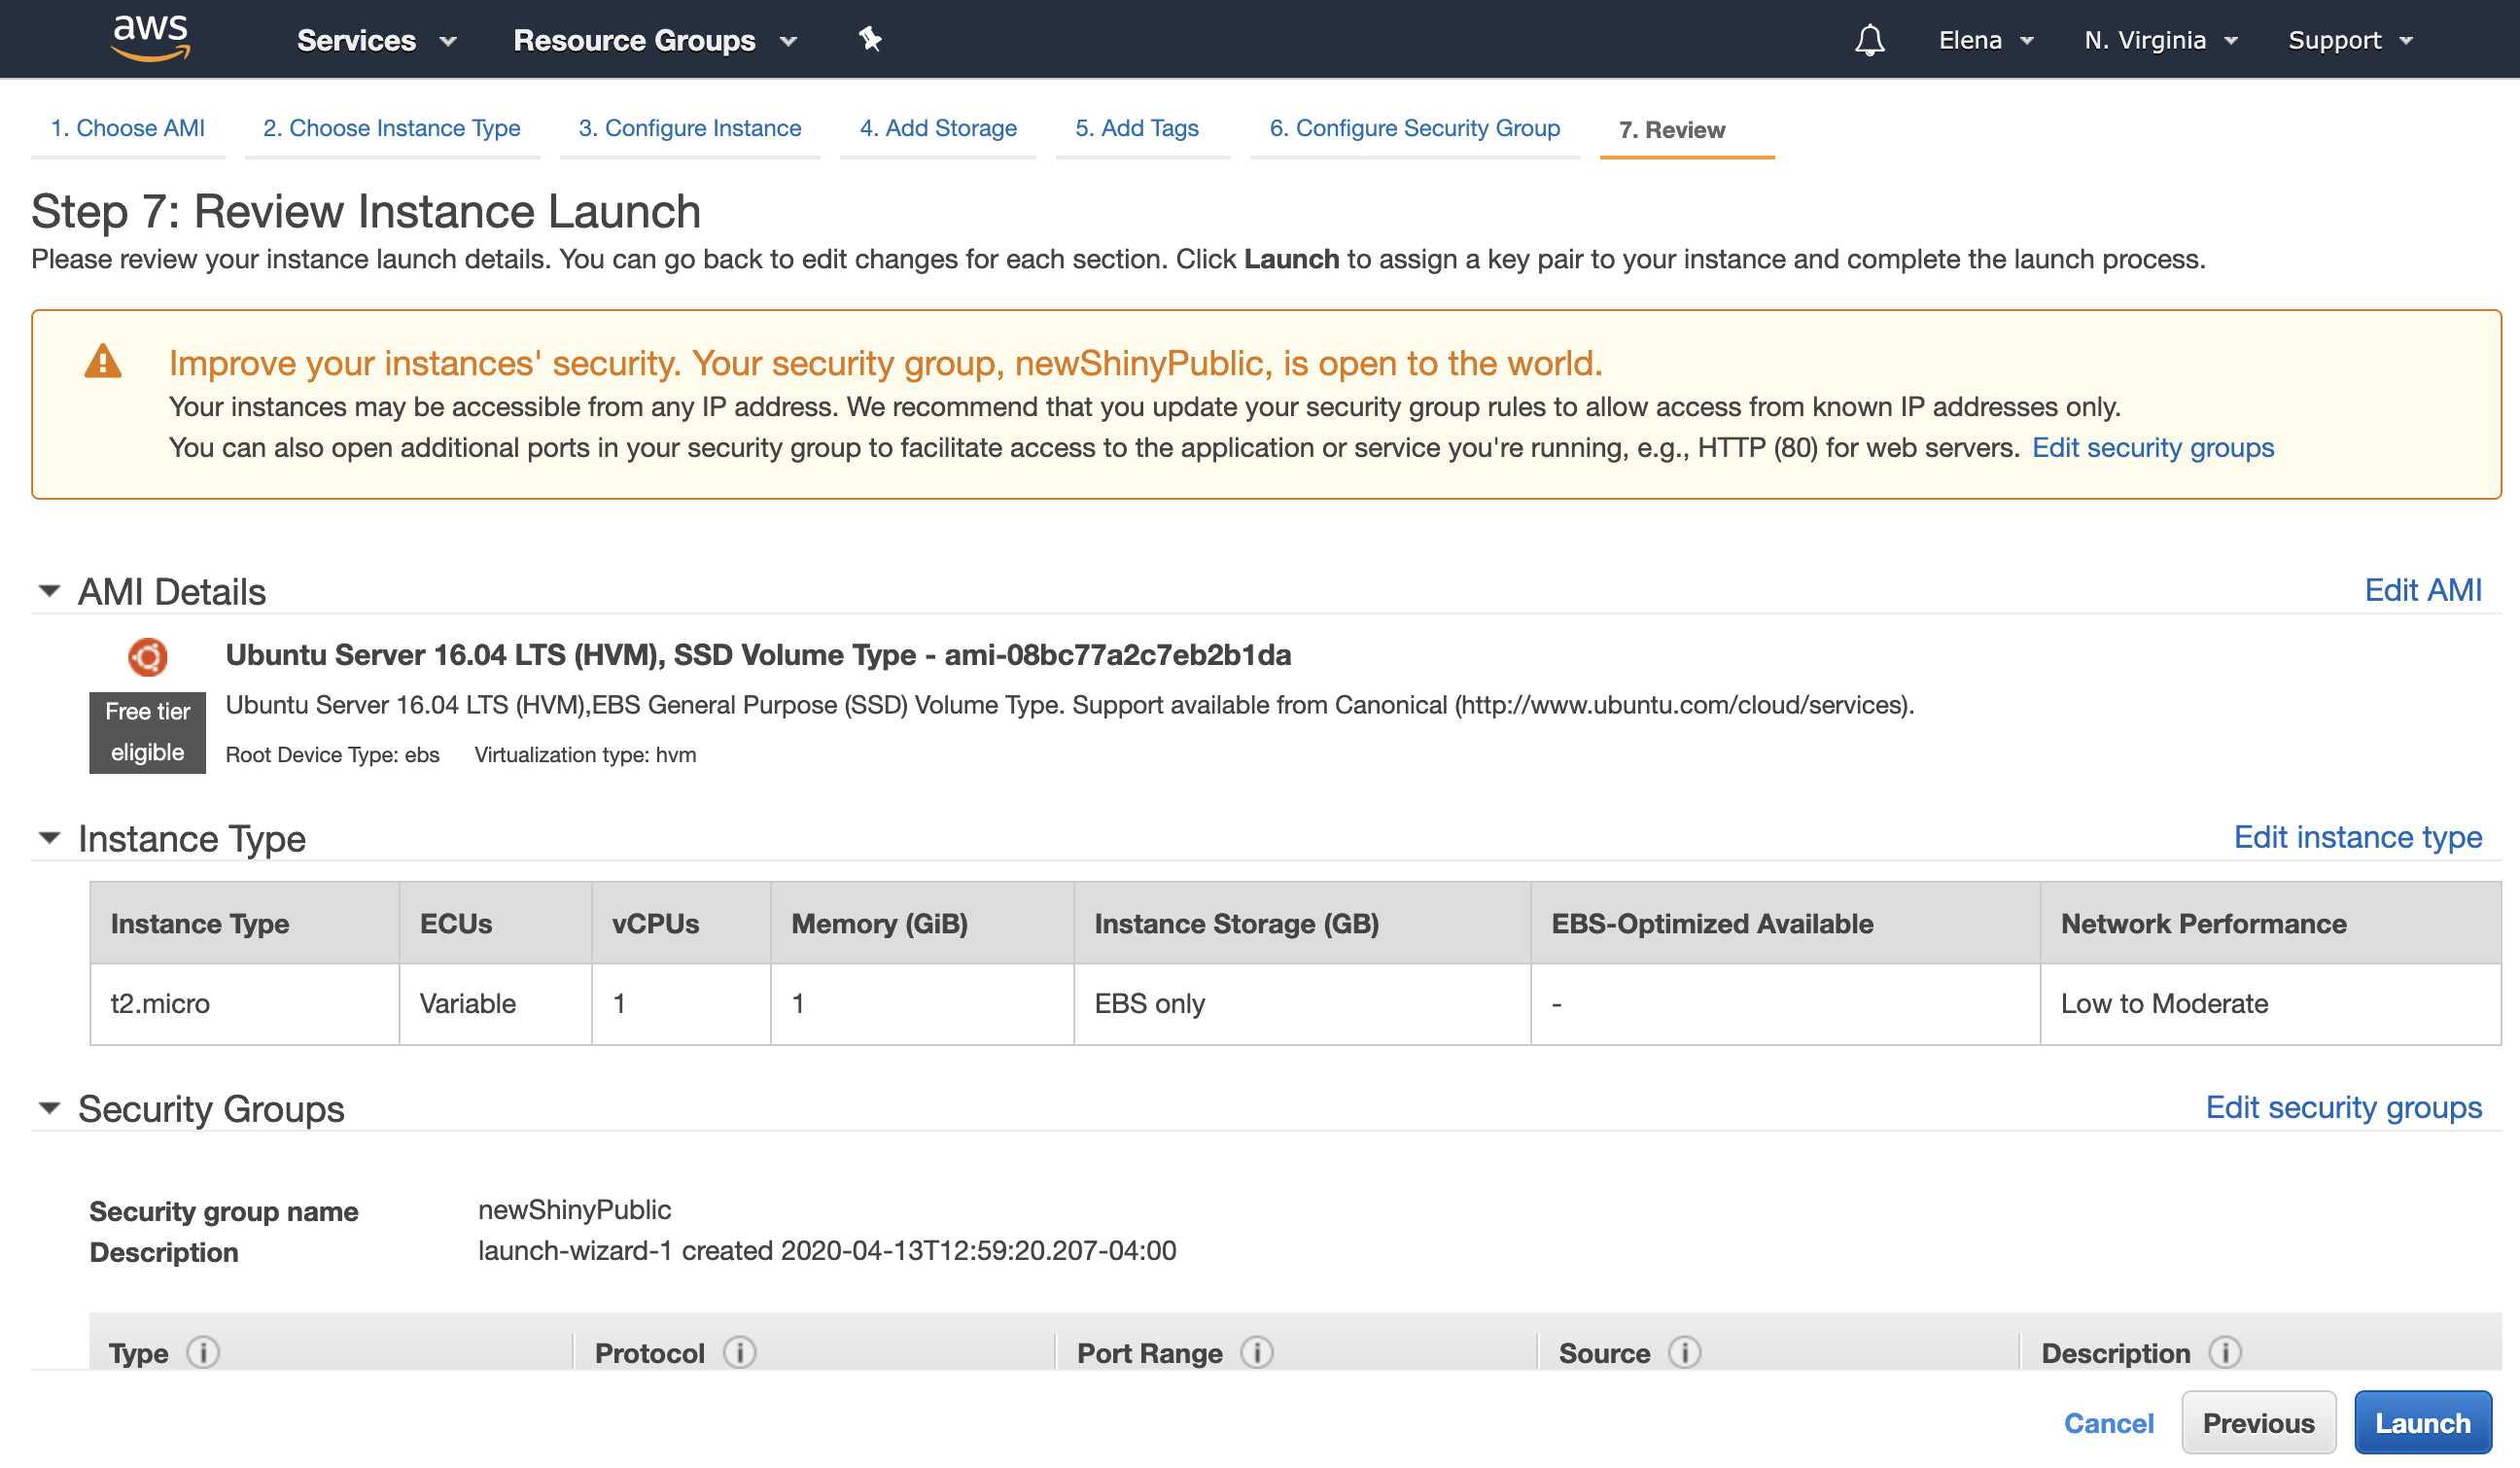 aws Services Resource Groups Elena N. Virginia Support
1. Choose AMI 2. Choose Instance Type 3. Configure Instance 4. Add Storage 5. Add Tags 6. Configure Security Group 7. Review
Step 7: Review Instance Launch
Please review your instance launch details. You can go back to edit changes for each section. Click Launch to assign a key pair to your instance and complete the launch process.
Improve your instances' security. Your security group, newShinyPublic, is open to the world.
Your instances may be accessible from any IP address. We recommend that you update your security group rules to allow access from known IP addresses only.
You can also open additional ports in your security group to facilitate access to the application or service you're running, e.g., HTTP (80) for web servers. Edit security groups
AMI Details Edit AMI
Ubuntu Server 16.04 LTS (HVM), SSD Volume Type - ami-08bc77a2c7eb2b1da
Free tier
eligible
Ubuntu Server 16.04 LTS (HVM),EBS General Purpose (SSD) Volume Type. Support available from Canonical (http://www.ubuntu.com/cloud/services).
Root Device Type: ebs Virtualization type: hvm
Instance Type Edit instance type
Instance Type ECUs vCPUs Memory (GiB) Instance Storage (GB) EBS-Optimized Available Network Performance
t2.micro Variable 1 1 EBS only - Low to Moderate
Security Groups Edit security groups
Security group name newShinyPublic
Description launch-wizard-1 created 2020-04-13T12:59:20.207-04:00
Type Protocol Port Range Source Description
Cancel Previous Launch